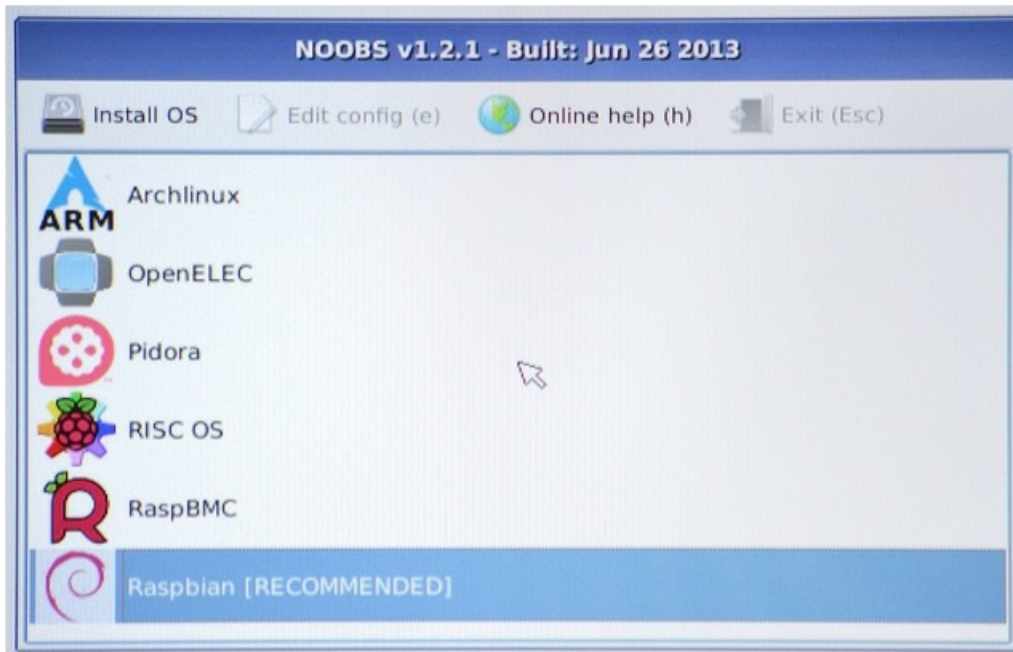 NOOBS v1.2.1 - Built: Jun 26 2013
Install OS Edit config (e) Online help (h) Exit (Esc)
Archlinux
ARM
OpenELEC
Pidora
RISC OS
RaspBMC
Raspbian [RECOMMENDED]